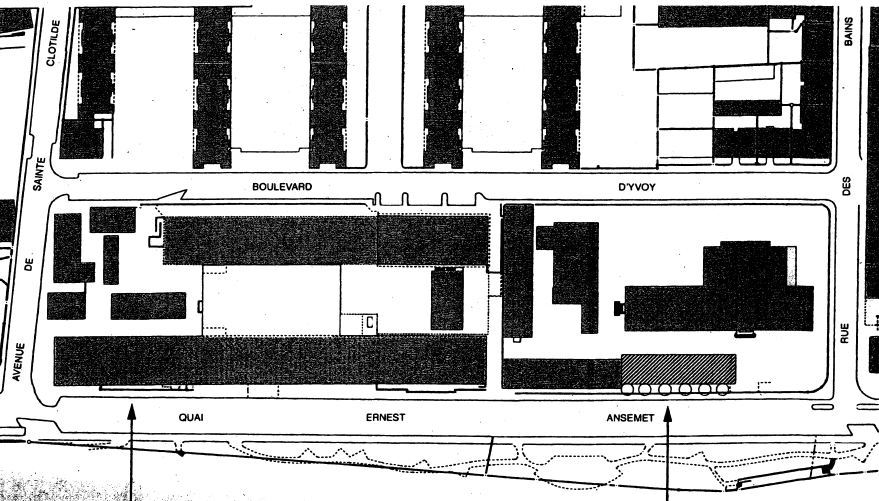 CLOTILDE
SAINTE
DE
AVENUE
BOULEVARD D'YVOY
BAINS
DES
RUE
QUAI ERNEST ANSEMET